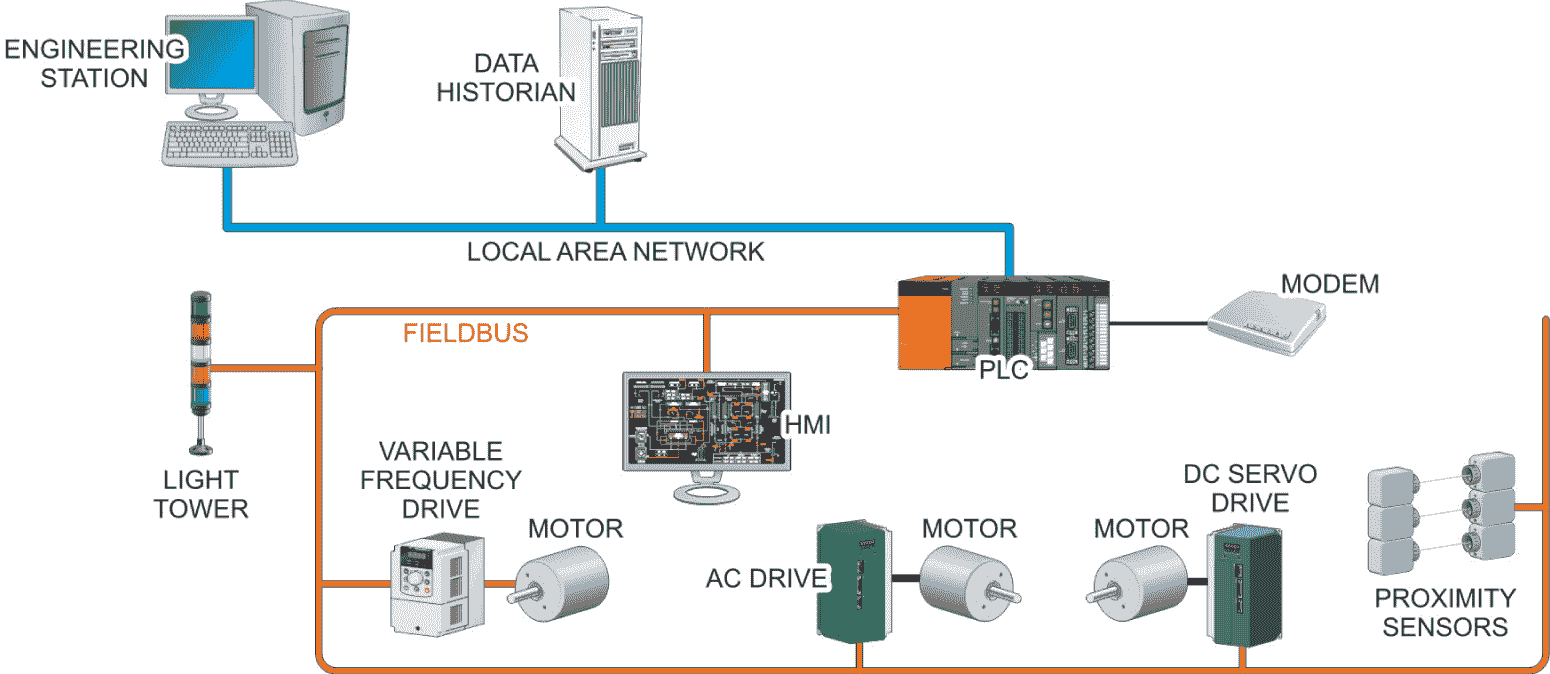 ENGINEERING
STATION
DATA
HISTORIAN
LOCAL AREA NETWORK
MODEM
FIELDBUS
PLC
HMI
LIGHT
TOWER
VARIABLE
FREQUENCY
DRIVE
MOTOR
AC DRIVE
MOTOR
MOTOR
DC SERVO
DRIVE
PROXIMITY
SENSORS